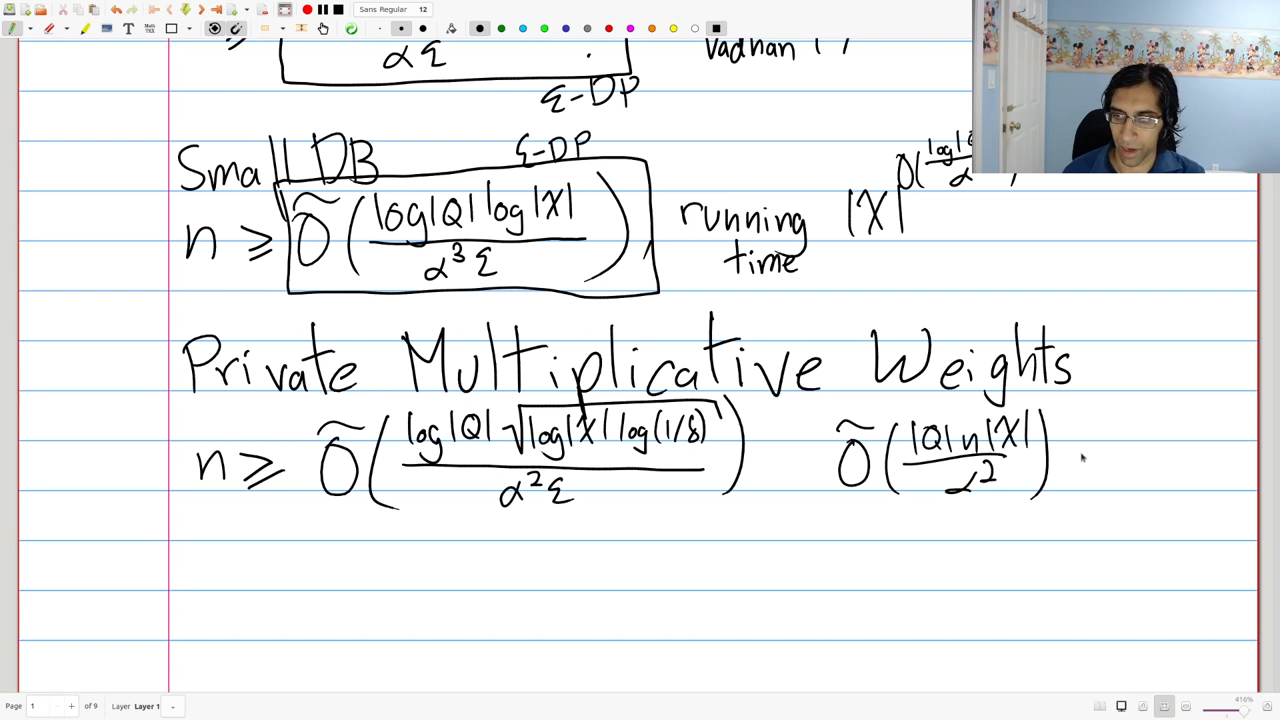 Sans Regular 12
αε
Vadhan
ε-DP
Small DB
ε-DP
n ≥ Õ(log|Q| log|X| / α³ε),
running time |X|
Private Multiplicative Weights
n ≥ Õ(log|Q| √(log|X| log(1/δ)) / α²ε)
Õ(|Q|n|X| / α²)
Page 1 of 9 Layer Layer 1
416%